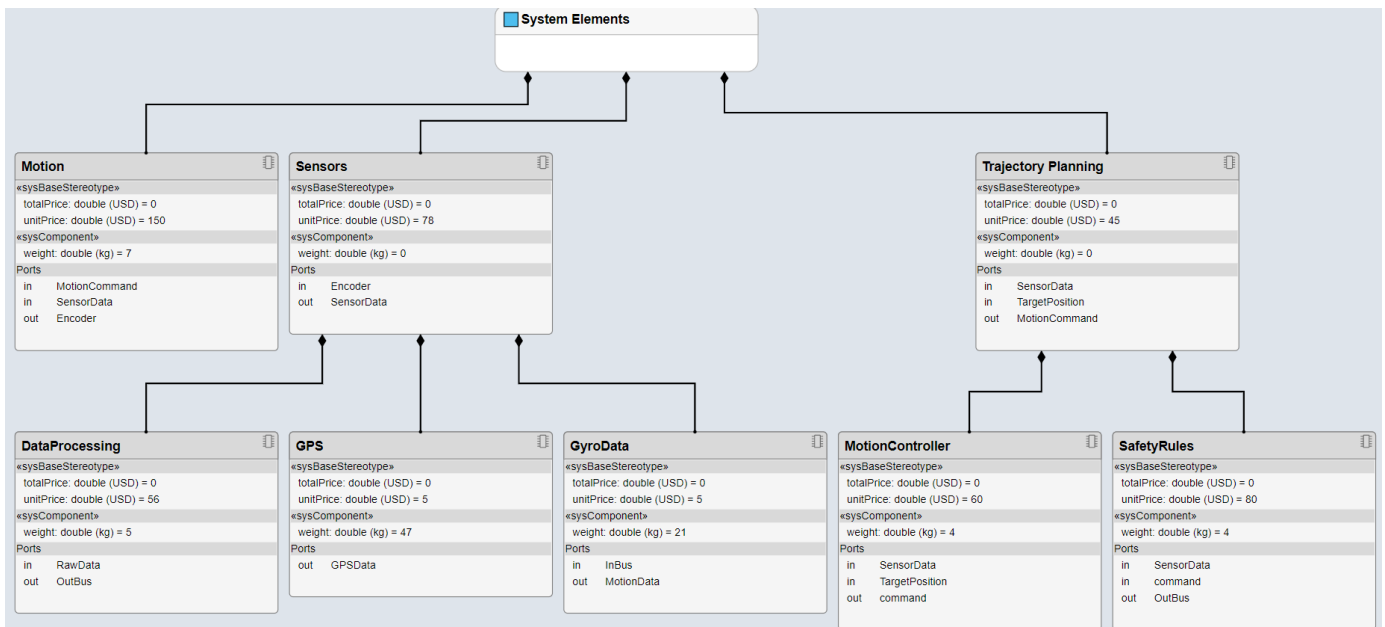 System Elements
Motion
«sysBaseStereotype»
totalPrice: double (USD) = 0
unitPrice: double (USD) = 150
«sysComponent»
weight: double (kg) = 7
Ports
in MotionCommand
in SensorData
out Encoder
Sensors
«sysBaseStereotype»
totalPrice: double (USD) = 0
unitPrice: double (USD) = 78
«sysComponent»
weight: double (kg) = 0
Ports
in Encoder
out SensorData
Trajectory Planning
«sysBaseStereotype»
totalPrice: double (USD) = 0
unitPrice: double (USD) = 45
«sysComponent»
weight: double (kg) = 0
Ports
in SensorData
in TargetPosition
out MotionCommand
DataProcessing
«sysBaseStereotype»
totalPrice: double (USD) = 0
unitPrice: double (USD) = 56
«sysComponent»
weight: double (kg) = 5
Ports
in RawData
out OutBus
GPS
«sysBaseStereotype»
totalPrice: double (USD) = 0
unitPrice: double (USD) = 5
«sysComponent»
weight: double (kg) = 47
Ports
out GPSData
GyroData
«sysBaseStereotype»
totalPrice: double (USD) = 0
unitPrice: double (USD) = 5
«sysComponent»
weight: double (kg) = 21
Ports
in InBus
out MotionData
MotionController
«sysBaseStereotype»
totalPrice: double (USD) = 0
unitPrice: double (USD) = 60
«sysComponent»
weight: double (kg) = 4
Ports
in SensorData
in TargetPosition
out command
SafetyRules
«sysBaseStereotype»
totalPrice: double (USD) = 0
unitPrice: double (USD) = 80
«sysComponent»
weight: double (kg) = 4
Ports
in SensorData
in command
out OutBus